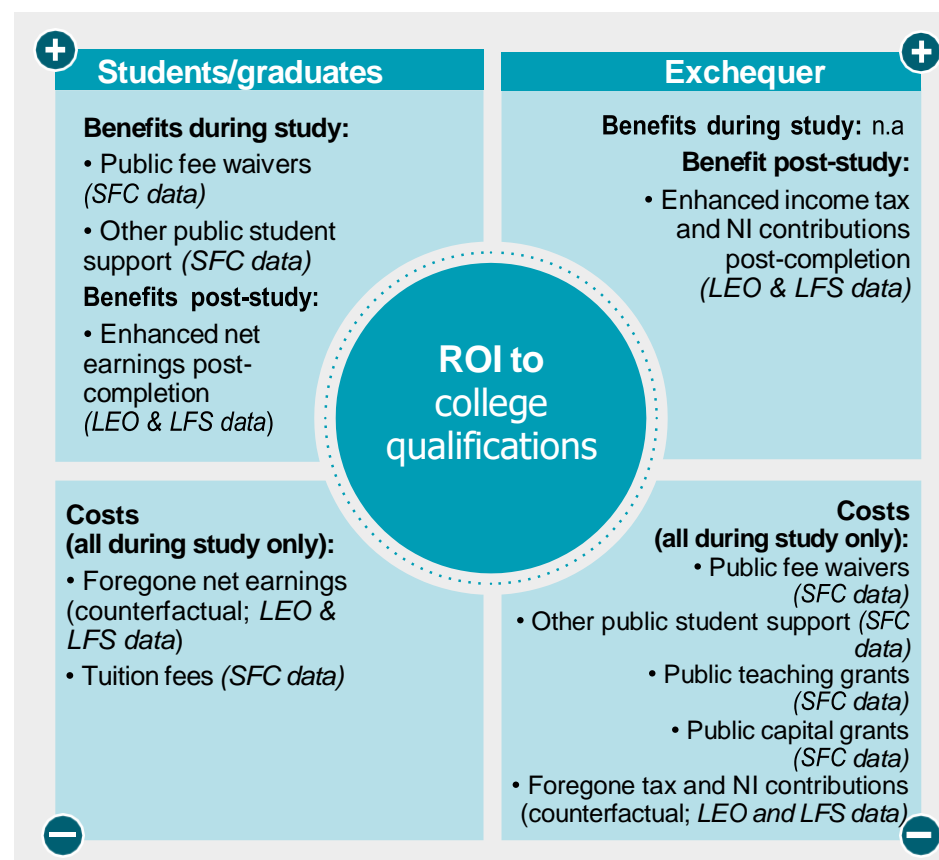 Students/graduates
Benefits during study:
• Public fee waivers
(SFC data)
• Other public student
support (SFC data)
Benefits post-study:
• Enhanced net
earnings post-
completion
(LEO & LFS data)
Exchequer
Benefits during study: n.a
Benefit post-study:
• Enhanced income tax
and NI contributions
post-completion
(LEO & LFS data)
ROI to
college
qualifications
Costs
(all during study only):
• Foregone net earnings
(counterfactual; LEO &
LFS data)
• Tuition fees (SFC data)
Costs
(all during study only):
• Public fee waivers
(SFC data)
• Other public student support (SFC
data)
• Public teaching grants
(SFC data)
• Public capital grants
(SFC data)
• Foregone tax and NI contributions
(counterfactual; LEO and LFS data)